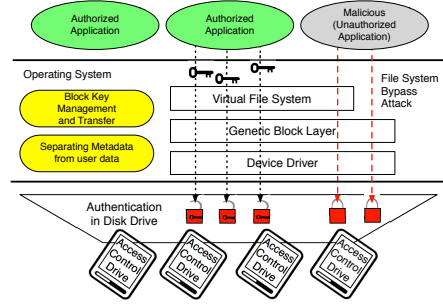 Authorized
Application
Authorized
Application
Malicious
(Unauthorized
Application)
Operating System
File System
Bypass
Attack
Block Key
Management
and Transfer
Virtual File System
Generic Block Layer
Separating Metadata
from user data
Device Driver
Authentication
in Disk Drive
Access
Control
Drive
Access
Control
Drive
Access
Control
Drive
Access
Control
Drive